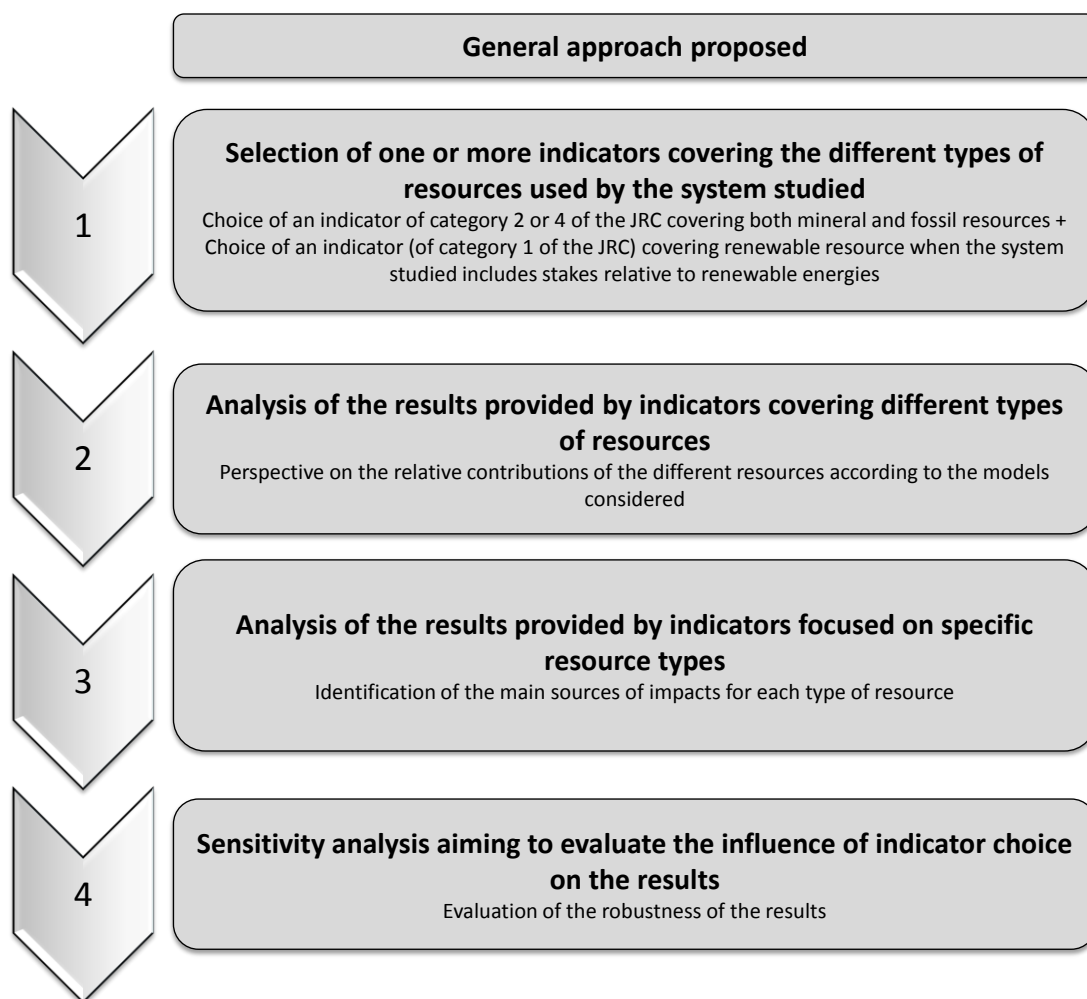 General approach proposed
1
Selection of one or more indicators covering the different types of
resources used by the system studied
Choice of an indicator of category 2 or 4 of the JRC covering both mineral and fossil resources +
Choice of an indicator (of category 1 of the JRC) covering renewable resource when the system
studied includes stakes relative to renewable energies
2
Analysis of the results provided by indicators covering different types
of resources
Perspective on the relative contributions of the different resources according to the models
considered
3
Analysis of the results provided by indicators focused on specific
resource types
Identification of the main sources of impacts for each type of resource
4
Sensitivity analysis aiming to evaluate the influence of indicator choice
on the results
Evaluation of the robustness of the results